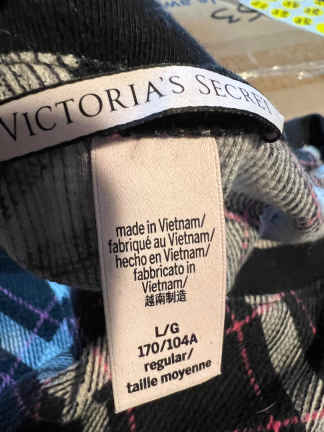 VICTORIA'S SECRET
made in Vietnam/
fabriqué au Vietnam/
hecho en Vietnam/
fabbricato in
Vietnam/
越南制造
L/G
170/104A
regular/
taille moyenne